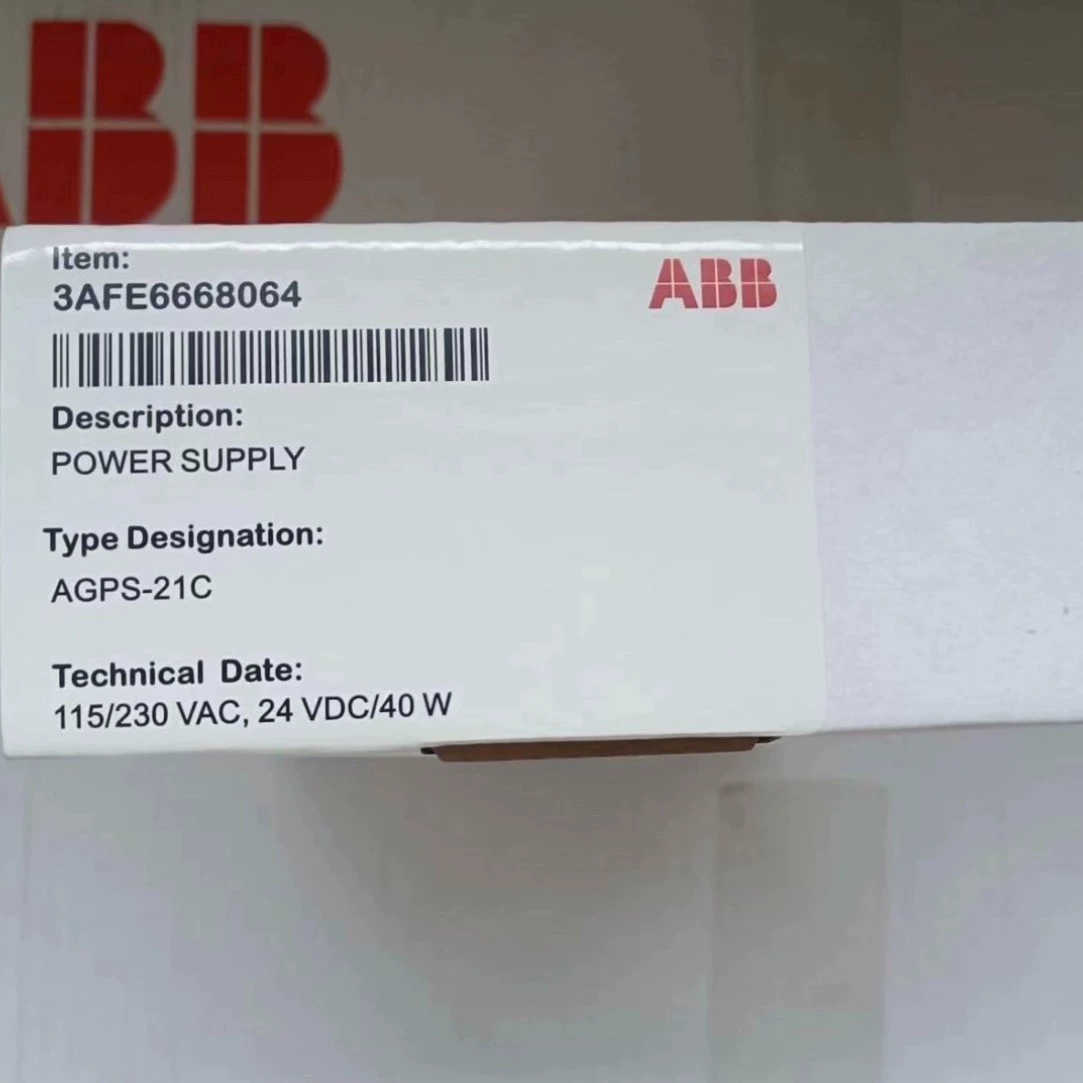 ABB
Item:
3AFE6668064
ABB
Description:
POWER SUPPLY
Type Designation:
AGPS-21C
Technical Date:
115/230 VAC, 24 VDC/40 W